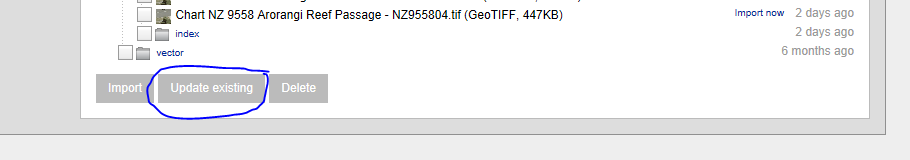 Chart NZ 9558 Arorangi Reef Passage - NZ955804.tif (GeoTIFF, 447KB) Import now 2 days ago
index 2 days ago
vector 6 months ago
Import Update existing Delete